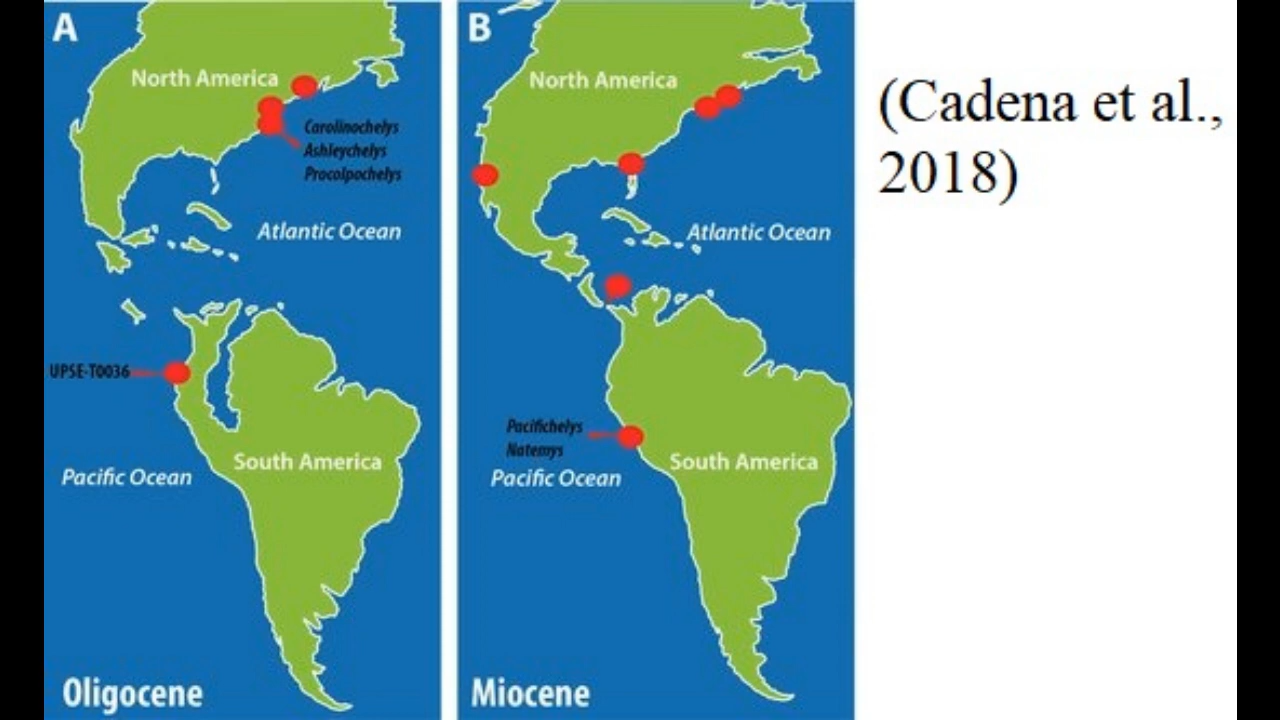 A
North America
Carolinochelys
Ashleychelys
Procolpochelys
Atlantic Ocean
UPSE-T0036
South America
Pacific Ocean
Oligocene
B
North America
Atlantic Ocean
Pacifichelys
Natemys
South America
Pacific Ocean
Miocene
(Cadena et al.,
2018)